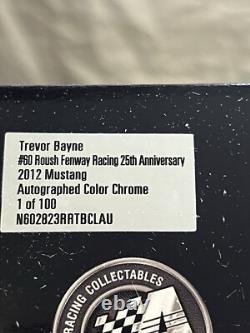 Trevor Bayne
#60 Roush Fenway Racing 25th Anniversary
2012 Mustang
Autographed Color Chrome
1 of 100
N602823RRTBCLAU
RACING COLLECTABLES